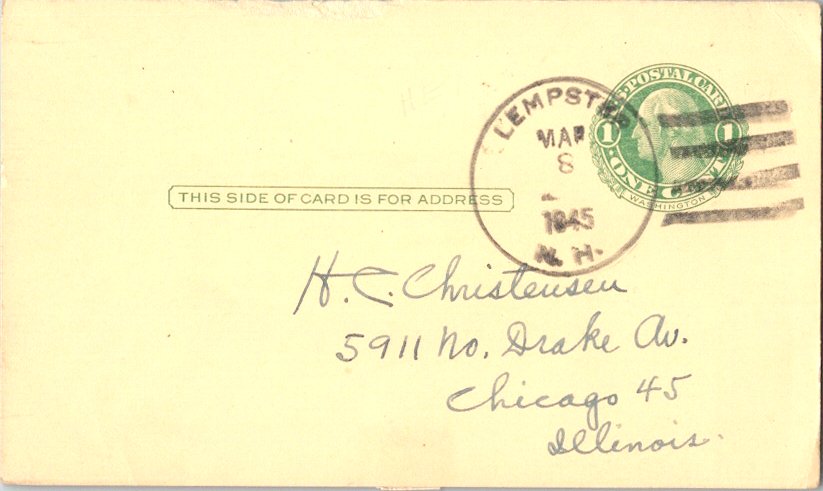 U.S. POSTAL CARD
1 1
ONE CENT
WASHINGTON
LEMPSTER
MAR
8
1945
N. H.
THIS SIDE OF CARD IS FOR ADDRESS
H. C. Christensen
5911 No. Drake Av.
Chicago 45
Illinois.